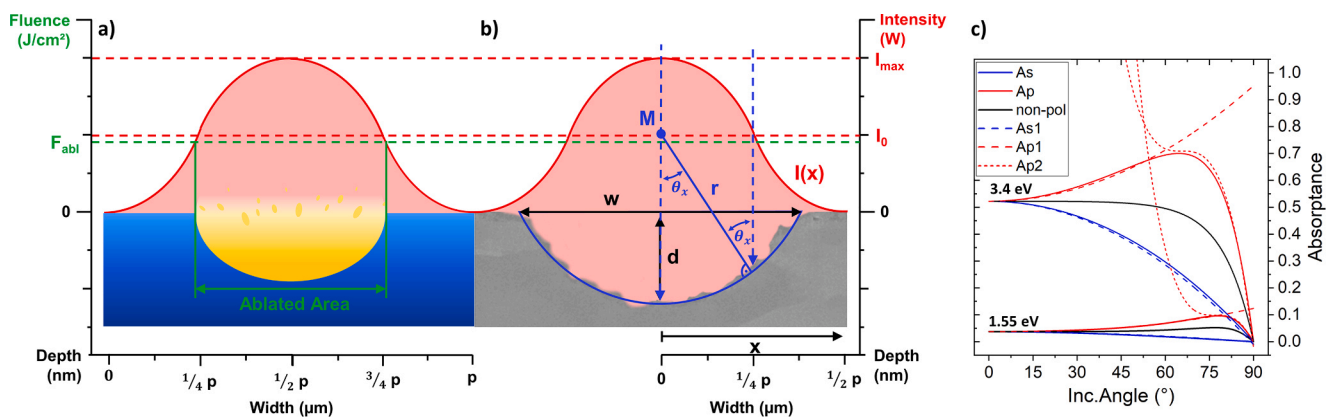 Fluence
(J/cm²)
a)
F_abl
0
Ablated Area
Depth
(nm)
0
¼ p
½ p
¾ p
p
Width (µm)
b)
Intensity
(W)
I_max
I_0
M
I(x)
θ_x
r
w
θ_x
d
0
x
0
¼ p
½ p
Width (µm)
Depth
(nm)
c)
As
Ap
non-pol
As1
Ap1
Ap2
3.4 eV
1.55 eV
1.0
0.9
0.8
0.7
0.6
0.5
0.4
0.3
0.2
0.1
0.0
Absorptance
0 15 30 45 60 75 90
Inc.Angle (°)